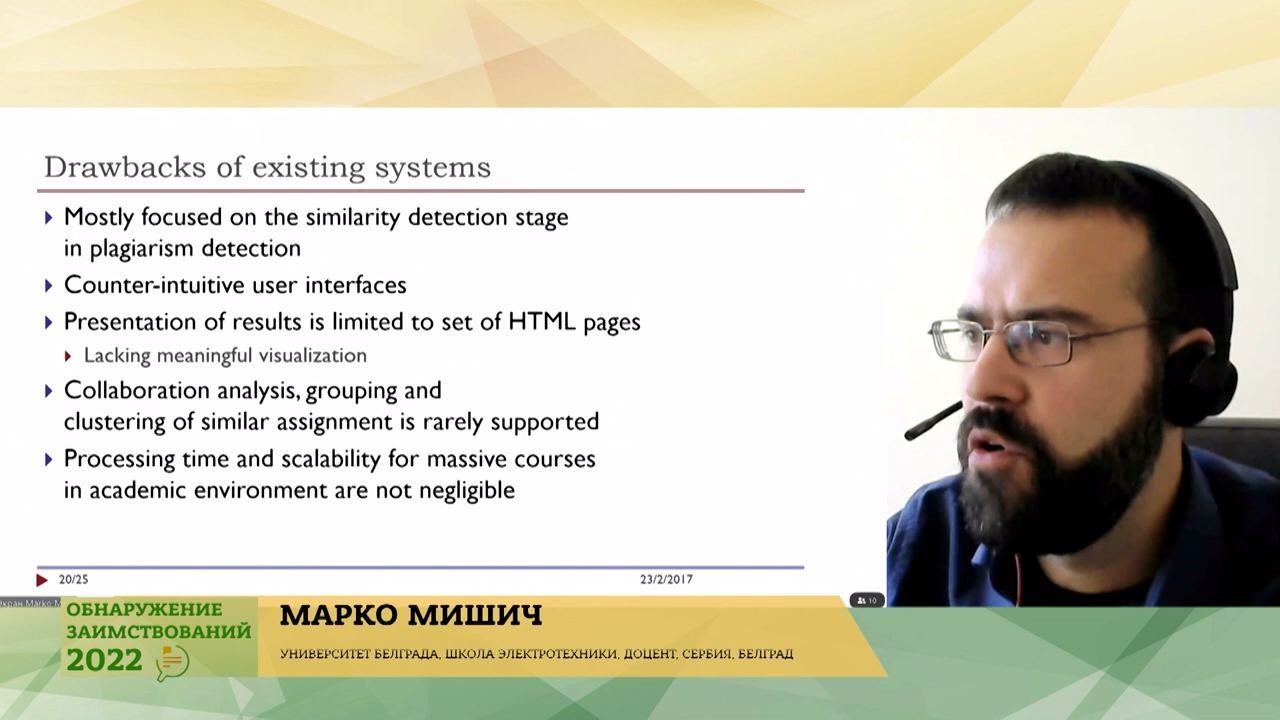 Drawbacks of existing systems
Mostly focused on the similarity detection stage
in plagiarism detection
Counter-intuitive user interfaces
Presentation of results is limited to set of HTML pages
Lacking meaningful visualization
Collaboration analysis, grouping and
clustering of similar assignment is rarely supported
Processing time and scalability for massive courses
in academic environment are not negligible
20/25
23/2/2017
Marko M
10
ОБНАРУЖЕНИЕ
ЗАИМСТВОВАНИЙ
2022
МАРКО МИШИЧ
УНИВЕРСИТЕТ БЕЛГРАДА, ШКОЛА ЭЛЕКТРОТЕХНИКИ, ДОЦЕНТ, СЕРБИЯ, БЕЛГРАД